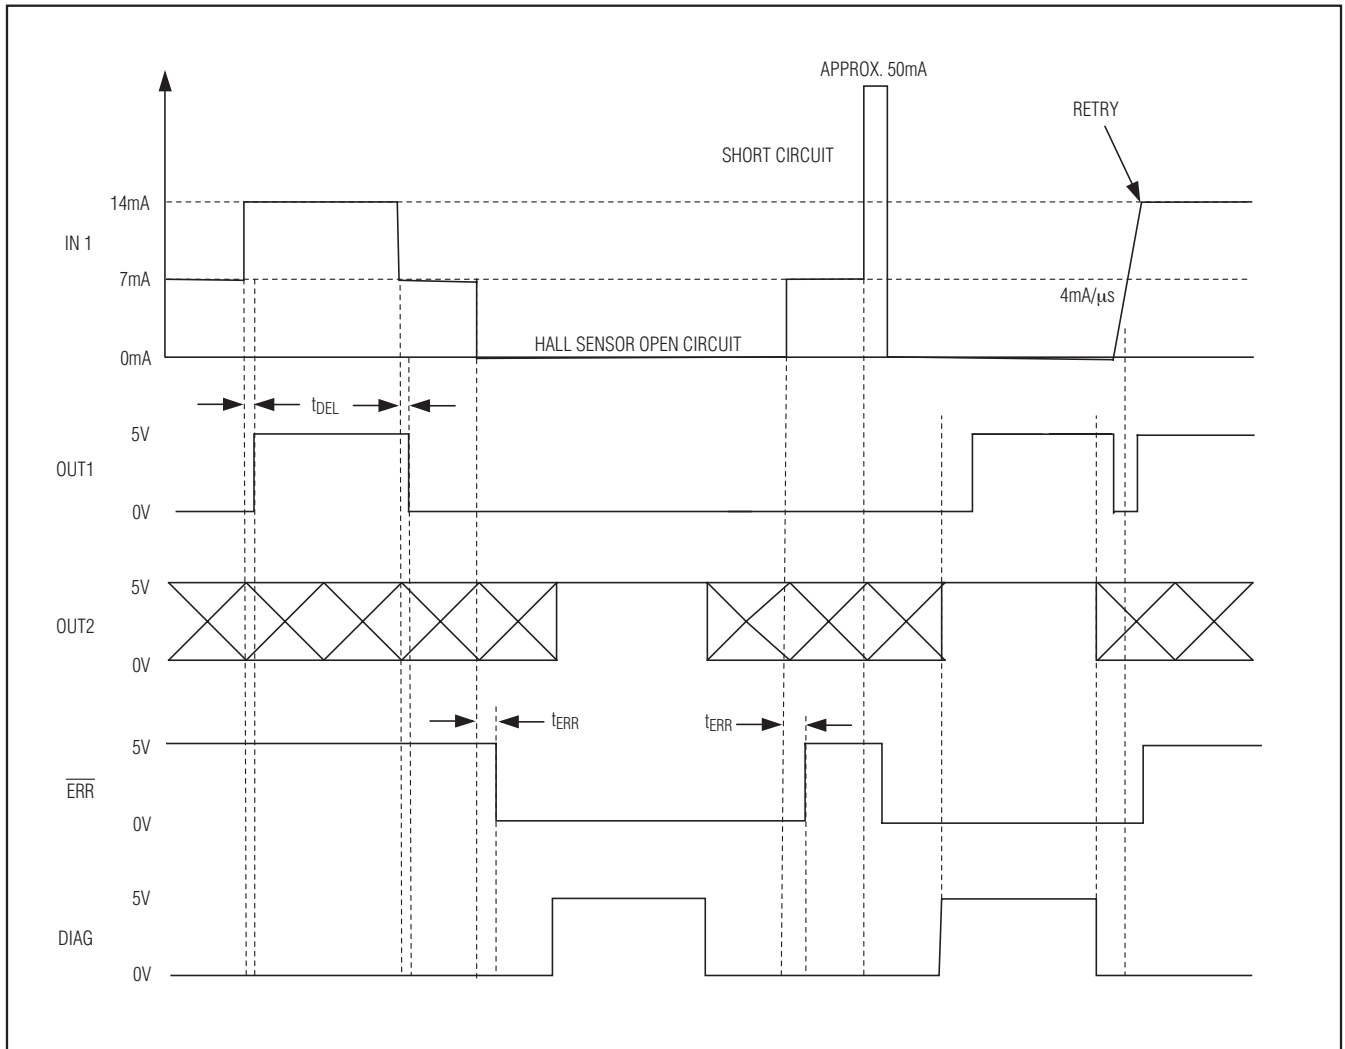 APPROX. 50mA
RETRY
SHORT CIRCUIT
14mA
IN 1
7mA
4mA/μs
HALL SENSOR OPEN CIRCUIT
0mA
tDEL
5V
OUT1
0V
5V
OUT2
0V
tERR
tERR
5V
ERR
0V
5V
DIAG
0V